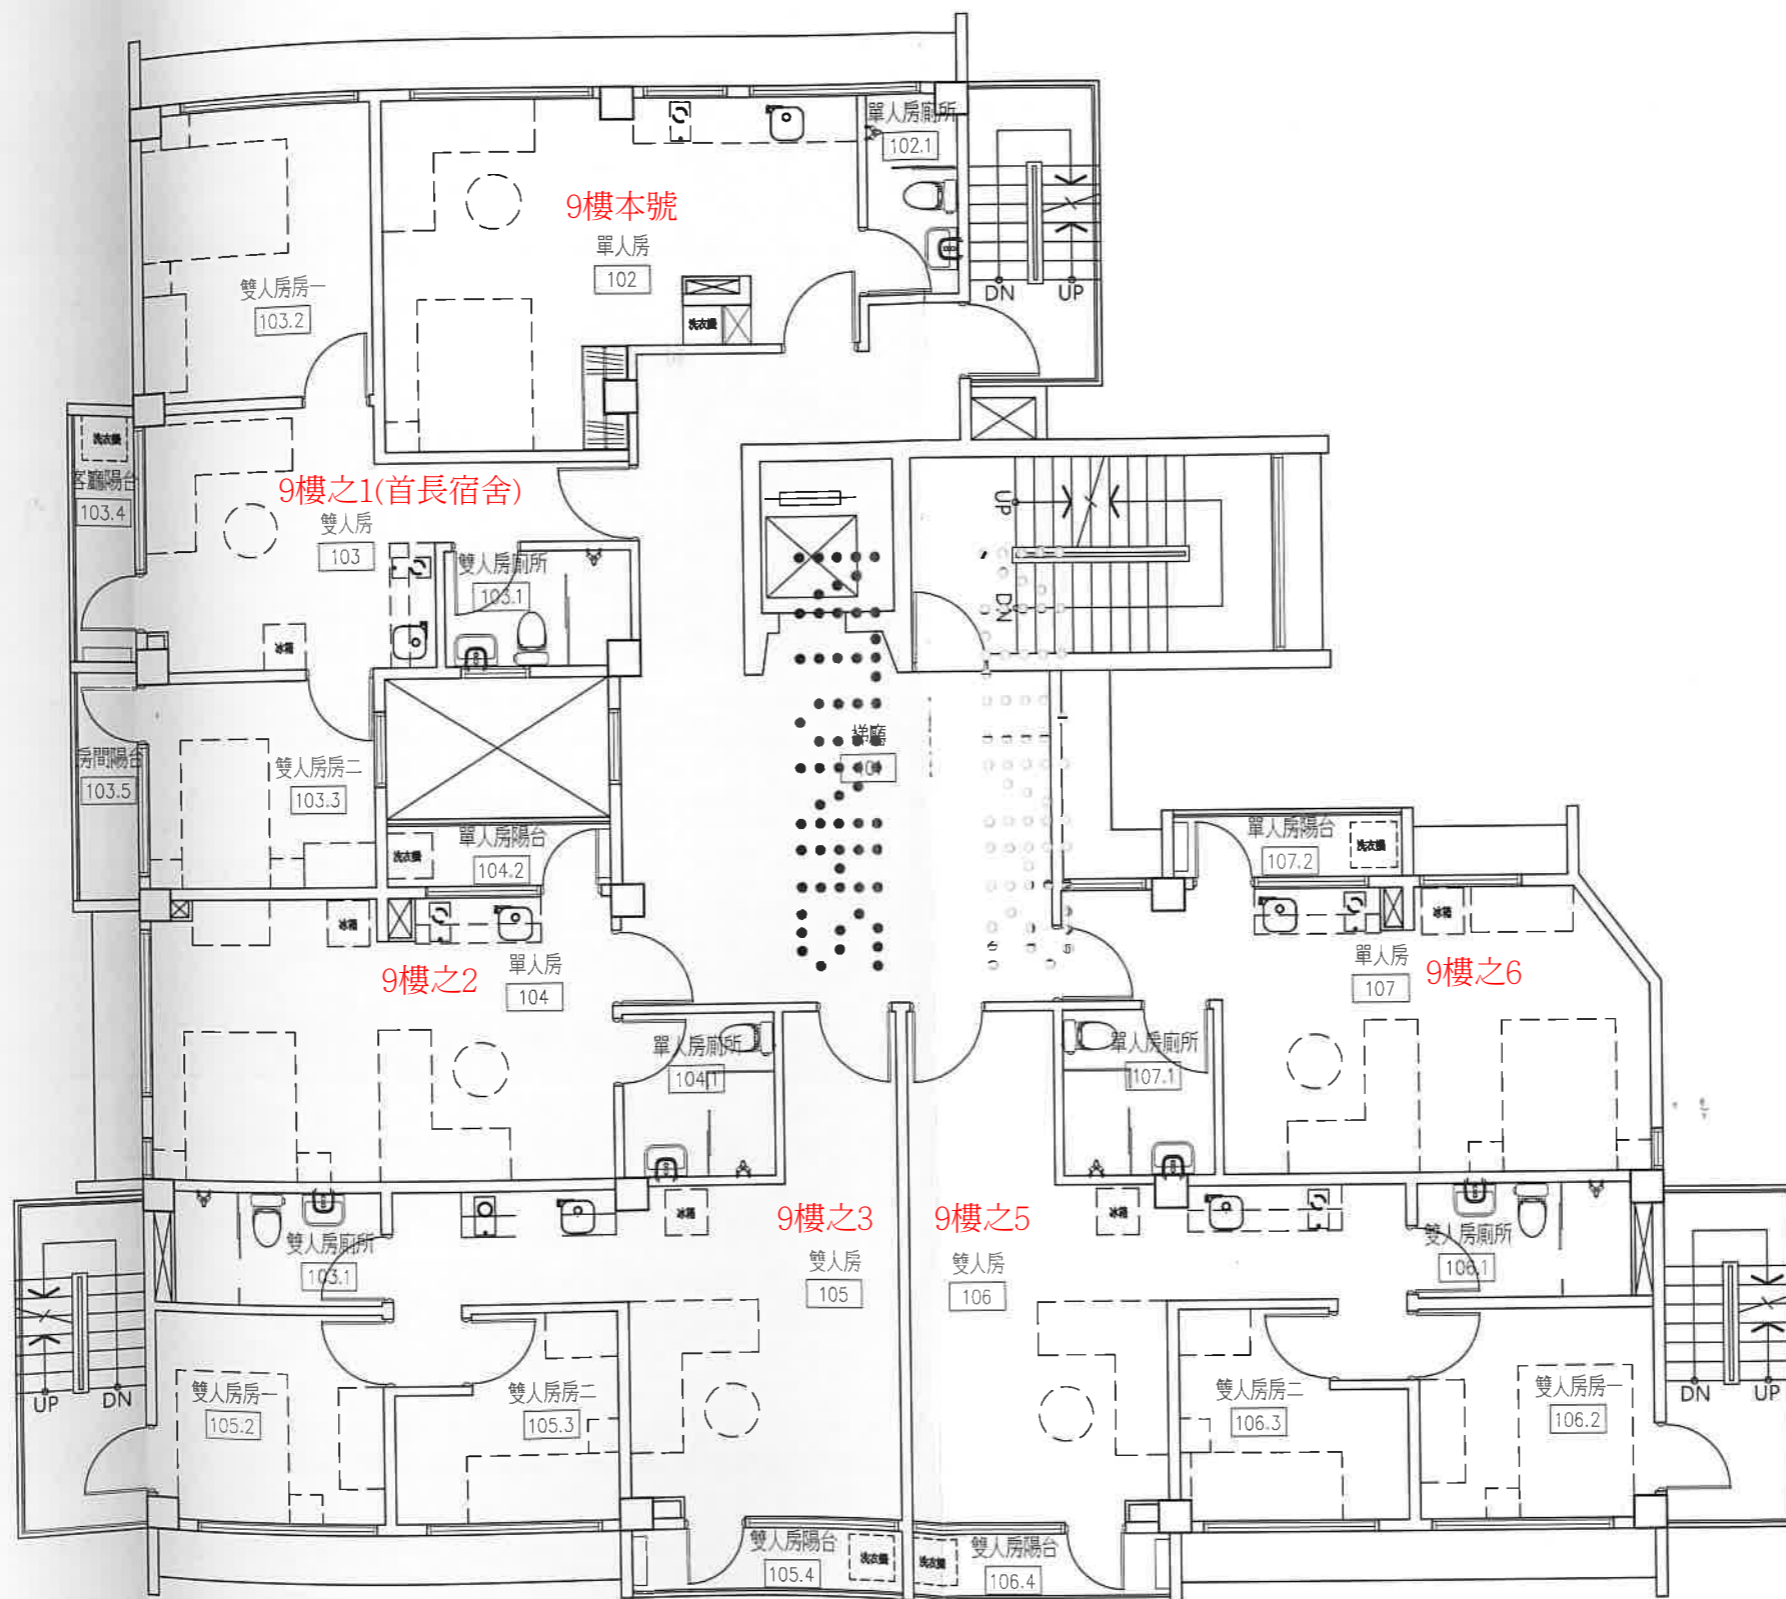 單人房廁所
102.1
9樓本號
單人房
102
DN
UP
雙人房房一
103.2
洗衣機
洗衣機
客廳陽台
103.4
9樓之1(首長宿舍)
雙人房
103
雙人房廁所
103.1
冰箱
UP
DN
房間陽台
103.5
雙人房房二
103.3
梯廳
101
單人房陽台
104.2
洗衣機
單人房陽台
107.2
洗衣機
冰箱
9樓之2
單人房
104
冰箱
單人房
107
9樓之6
單人房廁所
104.1
單人房廁所
107.1
冰箱
9樓之3
9樓之5
冰箱
雙人房廁所
103.1
雙人房
105
雙人房
106
雙人房廁所
106.1
UP
DN
雙人房房一
105.2
雙人房房二
105.3
雙人房房二
106.3
雙人房房一
106.2
DN
UP
雙人房陽台
105.4
洗衣機
洗衣機
雙人房陽台
106.4